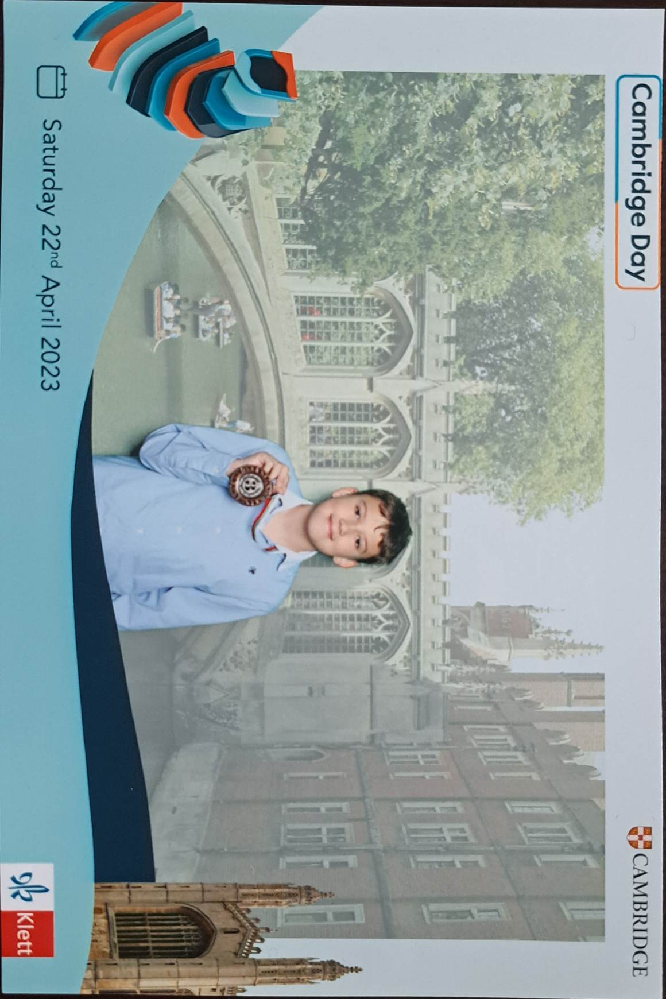 Cambridge Day
CAMBRIDGE
Saturday 22nd April 2023
Klett